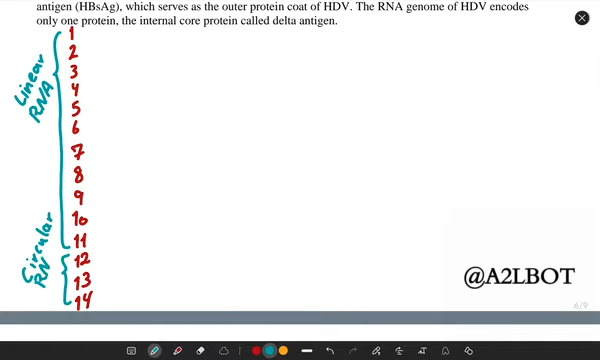 antigen (HBsAg), which serves as the outer protein coat of HDV. The RNA genome of HDV encodes
only one protein, the internal core protein called delta antigen.
Linear
RNA
1
2
3
4
5
6
7
8
9
10
11
Circular
RN
12
13
14
@A2LBOT
6/9